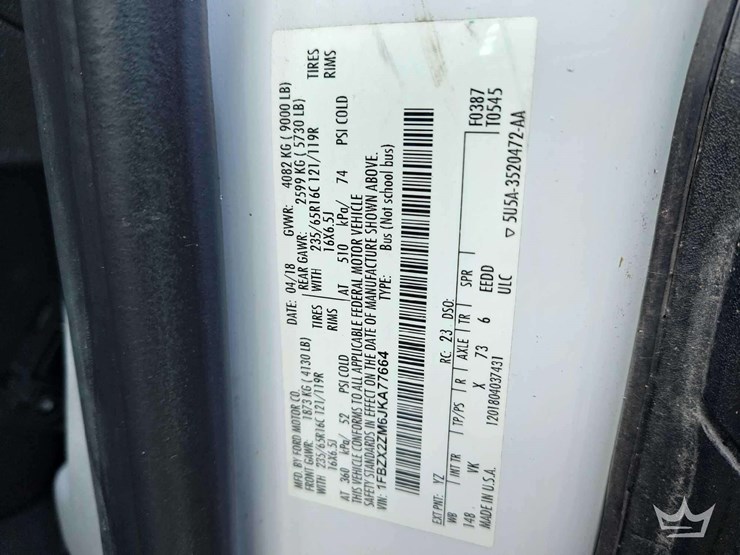 MFD. BY FORD MOTOR CO.
DATE: 04/18 GVWR: 4082 KG ( 9000 LB)
FRONT GAWR: 1873 KG ( 4130 LB) REAR GAWR: 2599 KG ( 5730 LB)
WITH 235/65R16C 121/119R TIRES WITH 235/65R16C 121/119R TIRES
16X6.5J RIMS 16X6.5J RIMS
AT 360 kPa/ 52 PSI COLD AT 510 kPa/ 74 PSI COLD
THIS VEHICLE CONFORMS TO ALL APPLICABLE FEDERAL MOTOR VEHICLE
SAFETY STANDARDS IN EFFECT ON THE DATE OF MANUFACTURE SHOWN ABOVE.
VIN: 1FBZX2ZM6JKA77664 TYPE: Bus (Not school bus)
EXT PNT: YZ RC: 23 DSO: F0387
T0545
WB INT TR TP/PS R AXLE TR SPR
148 VK X 73 6 EEDD
MADE IN U.S.A. 1201804037431 ULC
▽ 5U5A-3520472-AA